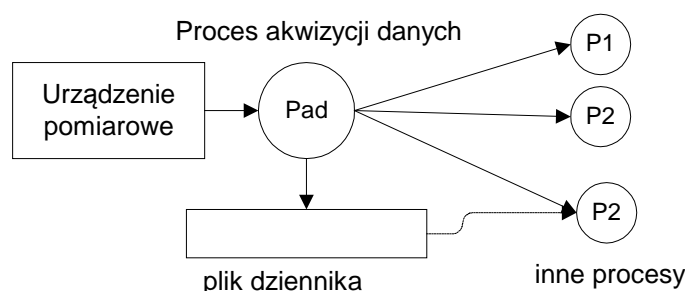 Proces akwizycji danych
P1
Urządzenie
pomiarowe
Pad
P2
P2
plik dziennika
inne procesy